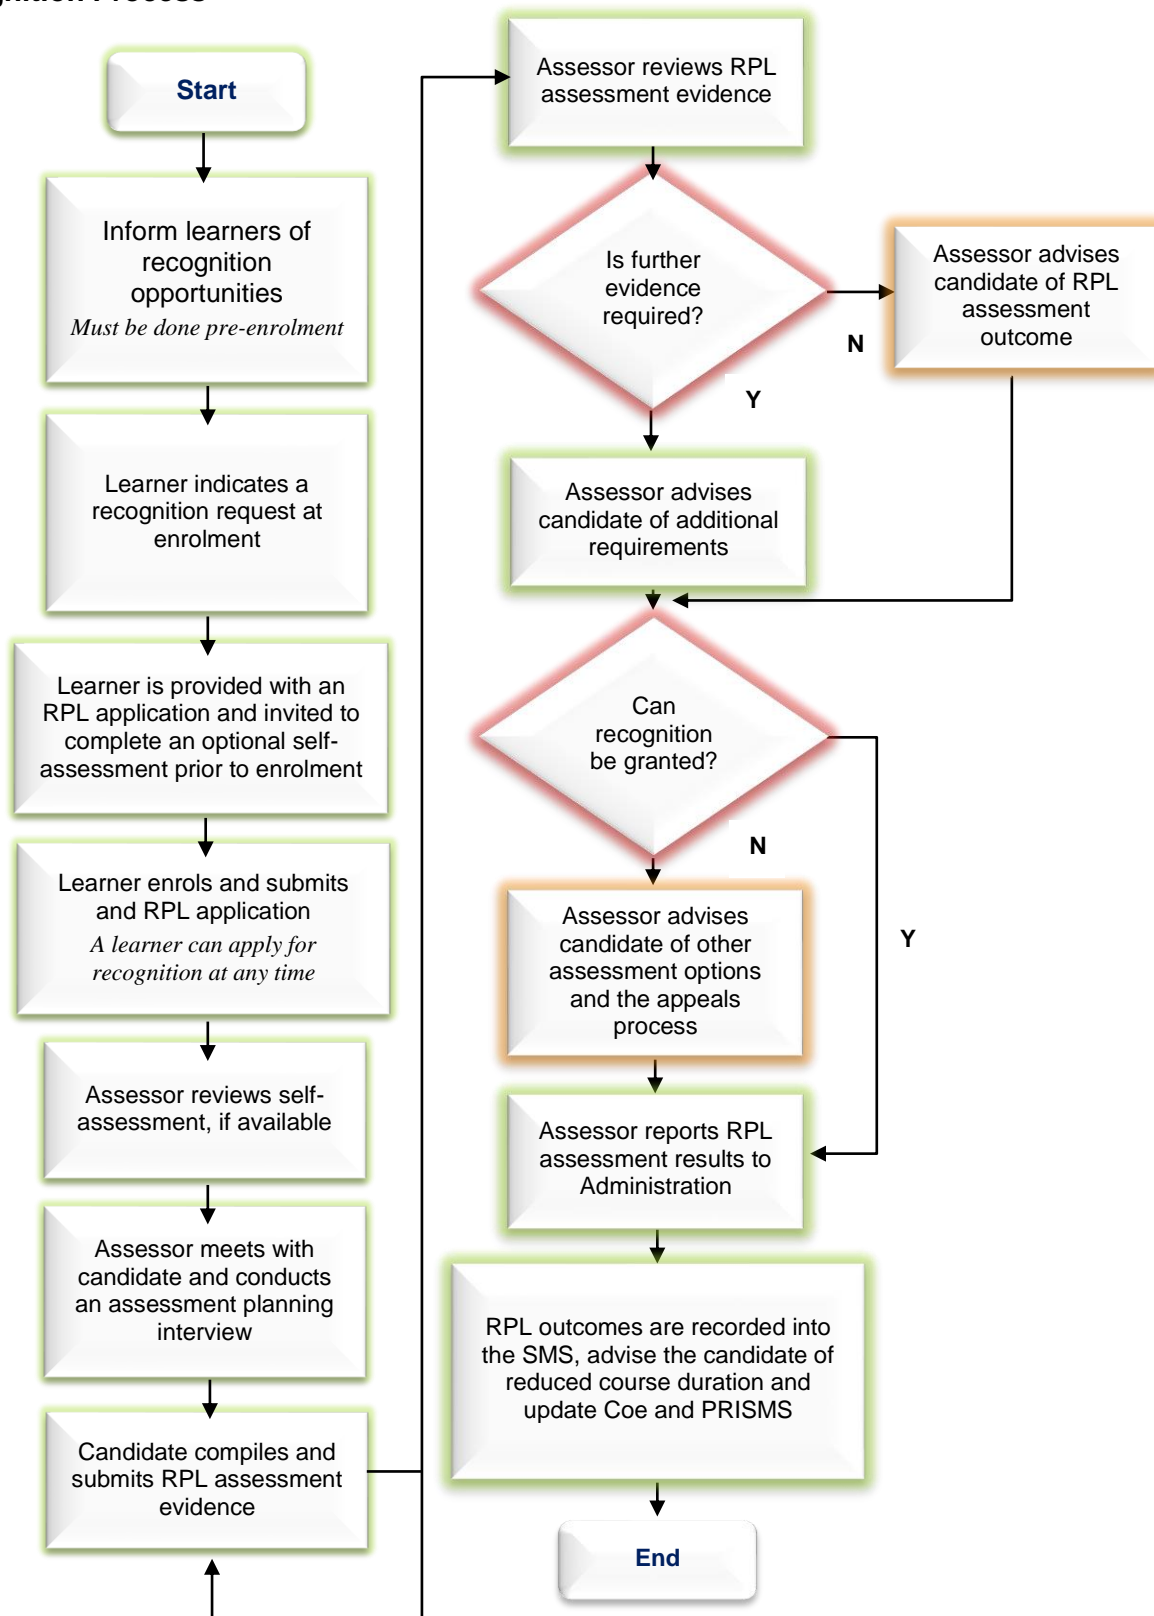 Start
Inform learners of
recognition
opportunities
Must be done pre-enrolment
Learner indicates a
recognition request at
enrolment
Learner is provided with an
RPL application and invited to
complete an optional self-
assessment prior to enrolment
Learner enrols and submits
and RPL application
A learner can apply for
recognition at any time
Assessor reviews self-
assessment, if available
Assessor meets with
candidate and conducts
an assessment planning
interview
Candidate compiles and
submits RPL assessment
evidence
Assessor reviews RPL
assessment evidence
Is further
evidence
required?
N
Assessor advises
candidate of RPL
assessment
outcome
Y
Assessor advises
candidate of additional
requirements
Can
recognition
be granted?
N
Y
Assessor advises
candidate of other
assessment options
and the appeals
process
Assessor reports RPL
assessment results to
Administration
RPL outcomes are recorded into
the SMS, advise the candidate of
reduced course duration and
update Coe and PRISMS
End